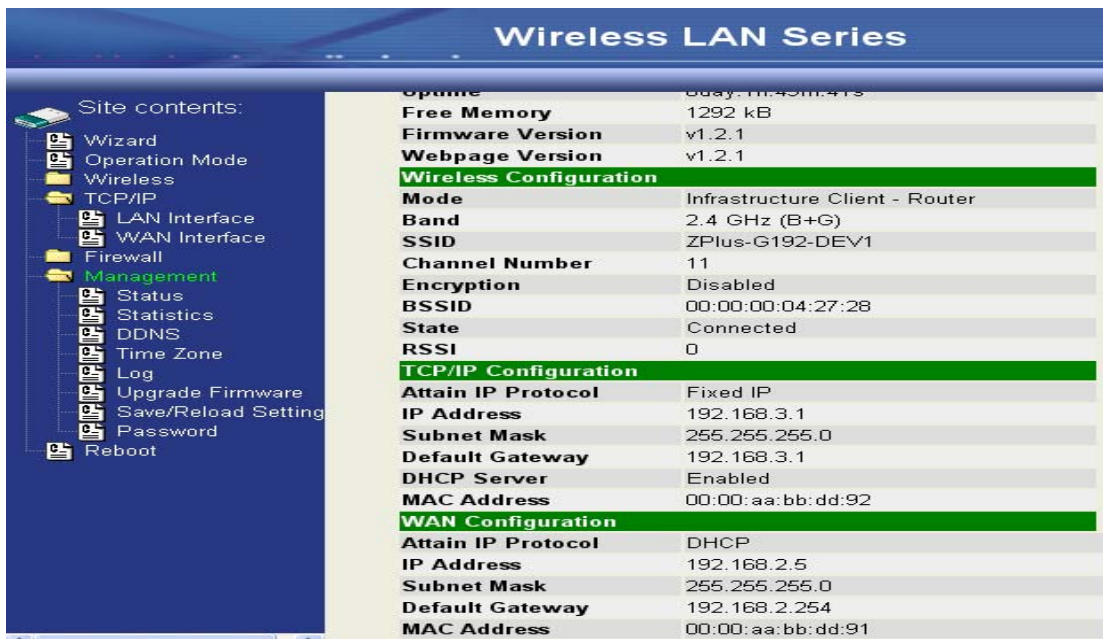 Wireless LAN Series
Site contents:
Wizard
Operation Mode
Wireless
TCP/IP
LAN Interface
WAN Interface
Firewall
Management
Status
Statistics
DDNS
Time Zone
Log
Upgrade Firmware
Save/Reload Setting
Password
Reboot
Uptime 0day:1h:45m:41s
Free Memory 1292 kB
Firmware Version v1.2.1
Webpage Version v1.2.1
Wireless Configuration
Mode Infrastructure Client - Router
Band 2.4 GHz (B+G)
SSID ZPlus-G192-DEV1
Channel Number 11
Encryption Disabled
BSSID 00:00:00:04:27:28
State Connected
RSSI 0
TCP/IP Configuration
Attain IP Protocol Fixed IP
IP Address 192.168.3.1
Subnet Mask 255.255.255.0
Default Gateway 192.168.3.1
DHCP Server Enabled
MAC Address 00:00:aa:bb:dd:92
WAN Configuration
Attain IP Protocol DHCP
IP Address 192.168.2.5
Subnet Mask 255.255.255.0
Default Gateway 192.168.2.254
MAC Address 00:00:aa:bb:dd:91